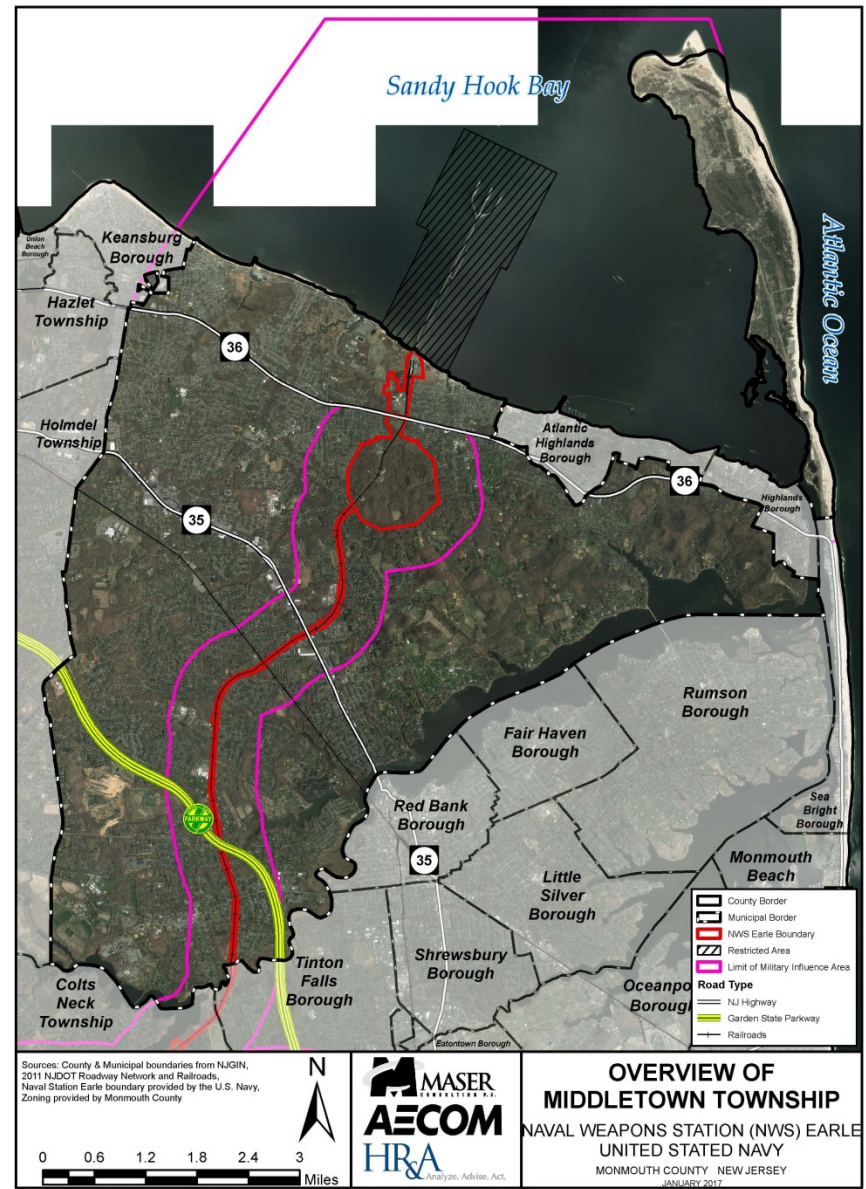 Sandy Hook Bay
Atlantic Ocean
Union
Beach
Borough
Keansburg
Borough
Hazlet
Township
36
Holmdel
Township
Atlantic
Highlands
Borough
36
Highlands
Borough
35
Rumson
Borough
Fair Haven
Borough
PARKWAY
Red Bank
Borough
Sea
Bright
Borough
35
Monmouth
Beach
Little
Silver
Borough
Colts
Neck
Township
Tinton
Falls
Borough
Shrewsbury
Borough
Oceanpo
Boroug
Eatontown Borough
County Border
Municipal Border
NWS Earle Boundary
Restricted Area
Limit of Military Influence Area
Road Type
NJ Highway
Garden State Parkway
Railroads
Sources: County & Municipal boundaries from NJGIN,
2011 NJDOT Roadway Network and Railroads,
Naval Station Earle boundary provided by the U.S. Navy,
Zoning provided by Monmouth County
N
0 0.6 1.2 1.8 2.4 3
Miles
MASER
CONSULTING P.A.
AECOM
HR&A
Analyze. Advise. Act.
OVERVIEW OF
MIDDLETOWN TOWNSHIP
NAVAL WEAPONS STATION (NWS) EARLE
UNITED STATED NAVY
MONMOUTH COUNTY NEW JERSEY
JANUARY 2017